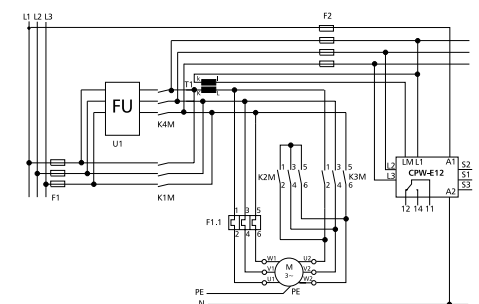 L1 L2 L3
F2
k l
T1
K L
FU
U1
K4M
L2 LM L1 A1
L3 CPW-E12 S2
S1
S3
A2
12 14 11
F1
K1M
K2M 1 3 5
2 4 6
1 3 5 K3M
2 4 6
F1.1 1 3 5
2 4 6
W1 U2
V1 M V2
3~
U1 W2
PE PE
N